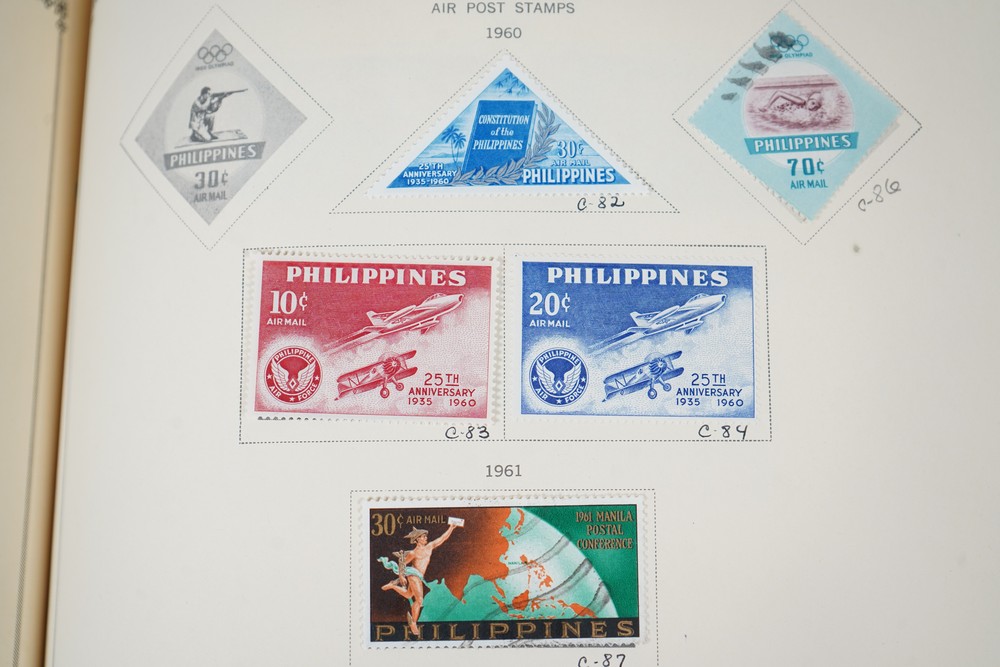 AIR POST STAMPS
1960
PHILIPPINES
30¢
AIR MAIL
CONSTITUTION
of the
PHILIPPINES
25TH
ANNIVERSARY
1935-1960
30¢
AIR MAIL
PHILIPPINES
C-82
PHILIPPINES
70¢
AIR MAIL
C-86
PHILIPPINES
10¢
AIR MAIL
PHILIPPINE
AIR FORCE
25TH
ANNIVERSARY
1935 1960
C-83
PHILIPPINES
20¢
AIR MAIL
PHILIPPINE
AIR FORCE
25TH
ANNIVERSARY
1935 1960
C-84
1961
30¢ AIR MAIL
1961 MANILA
POSTAL
CONFERENCE
PHILIPPINES
C-87